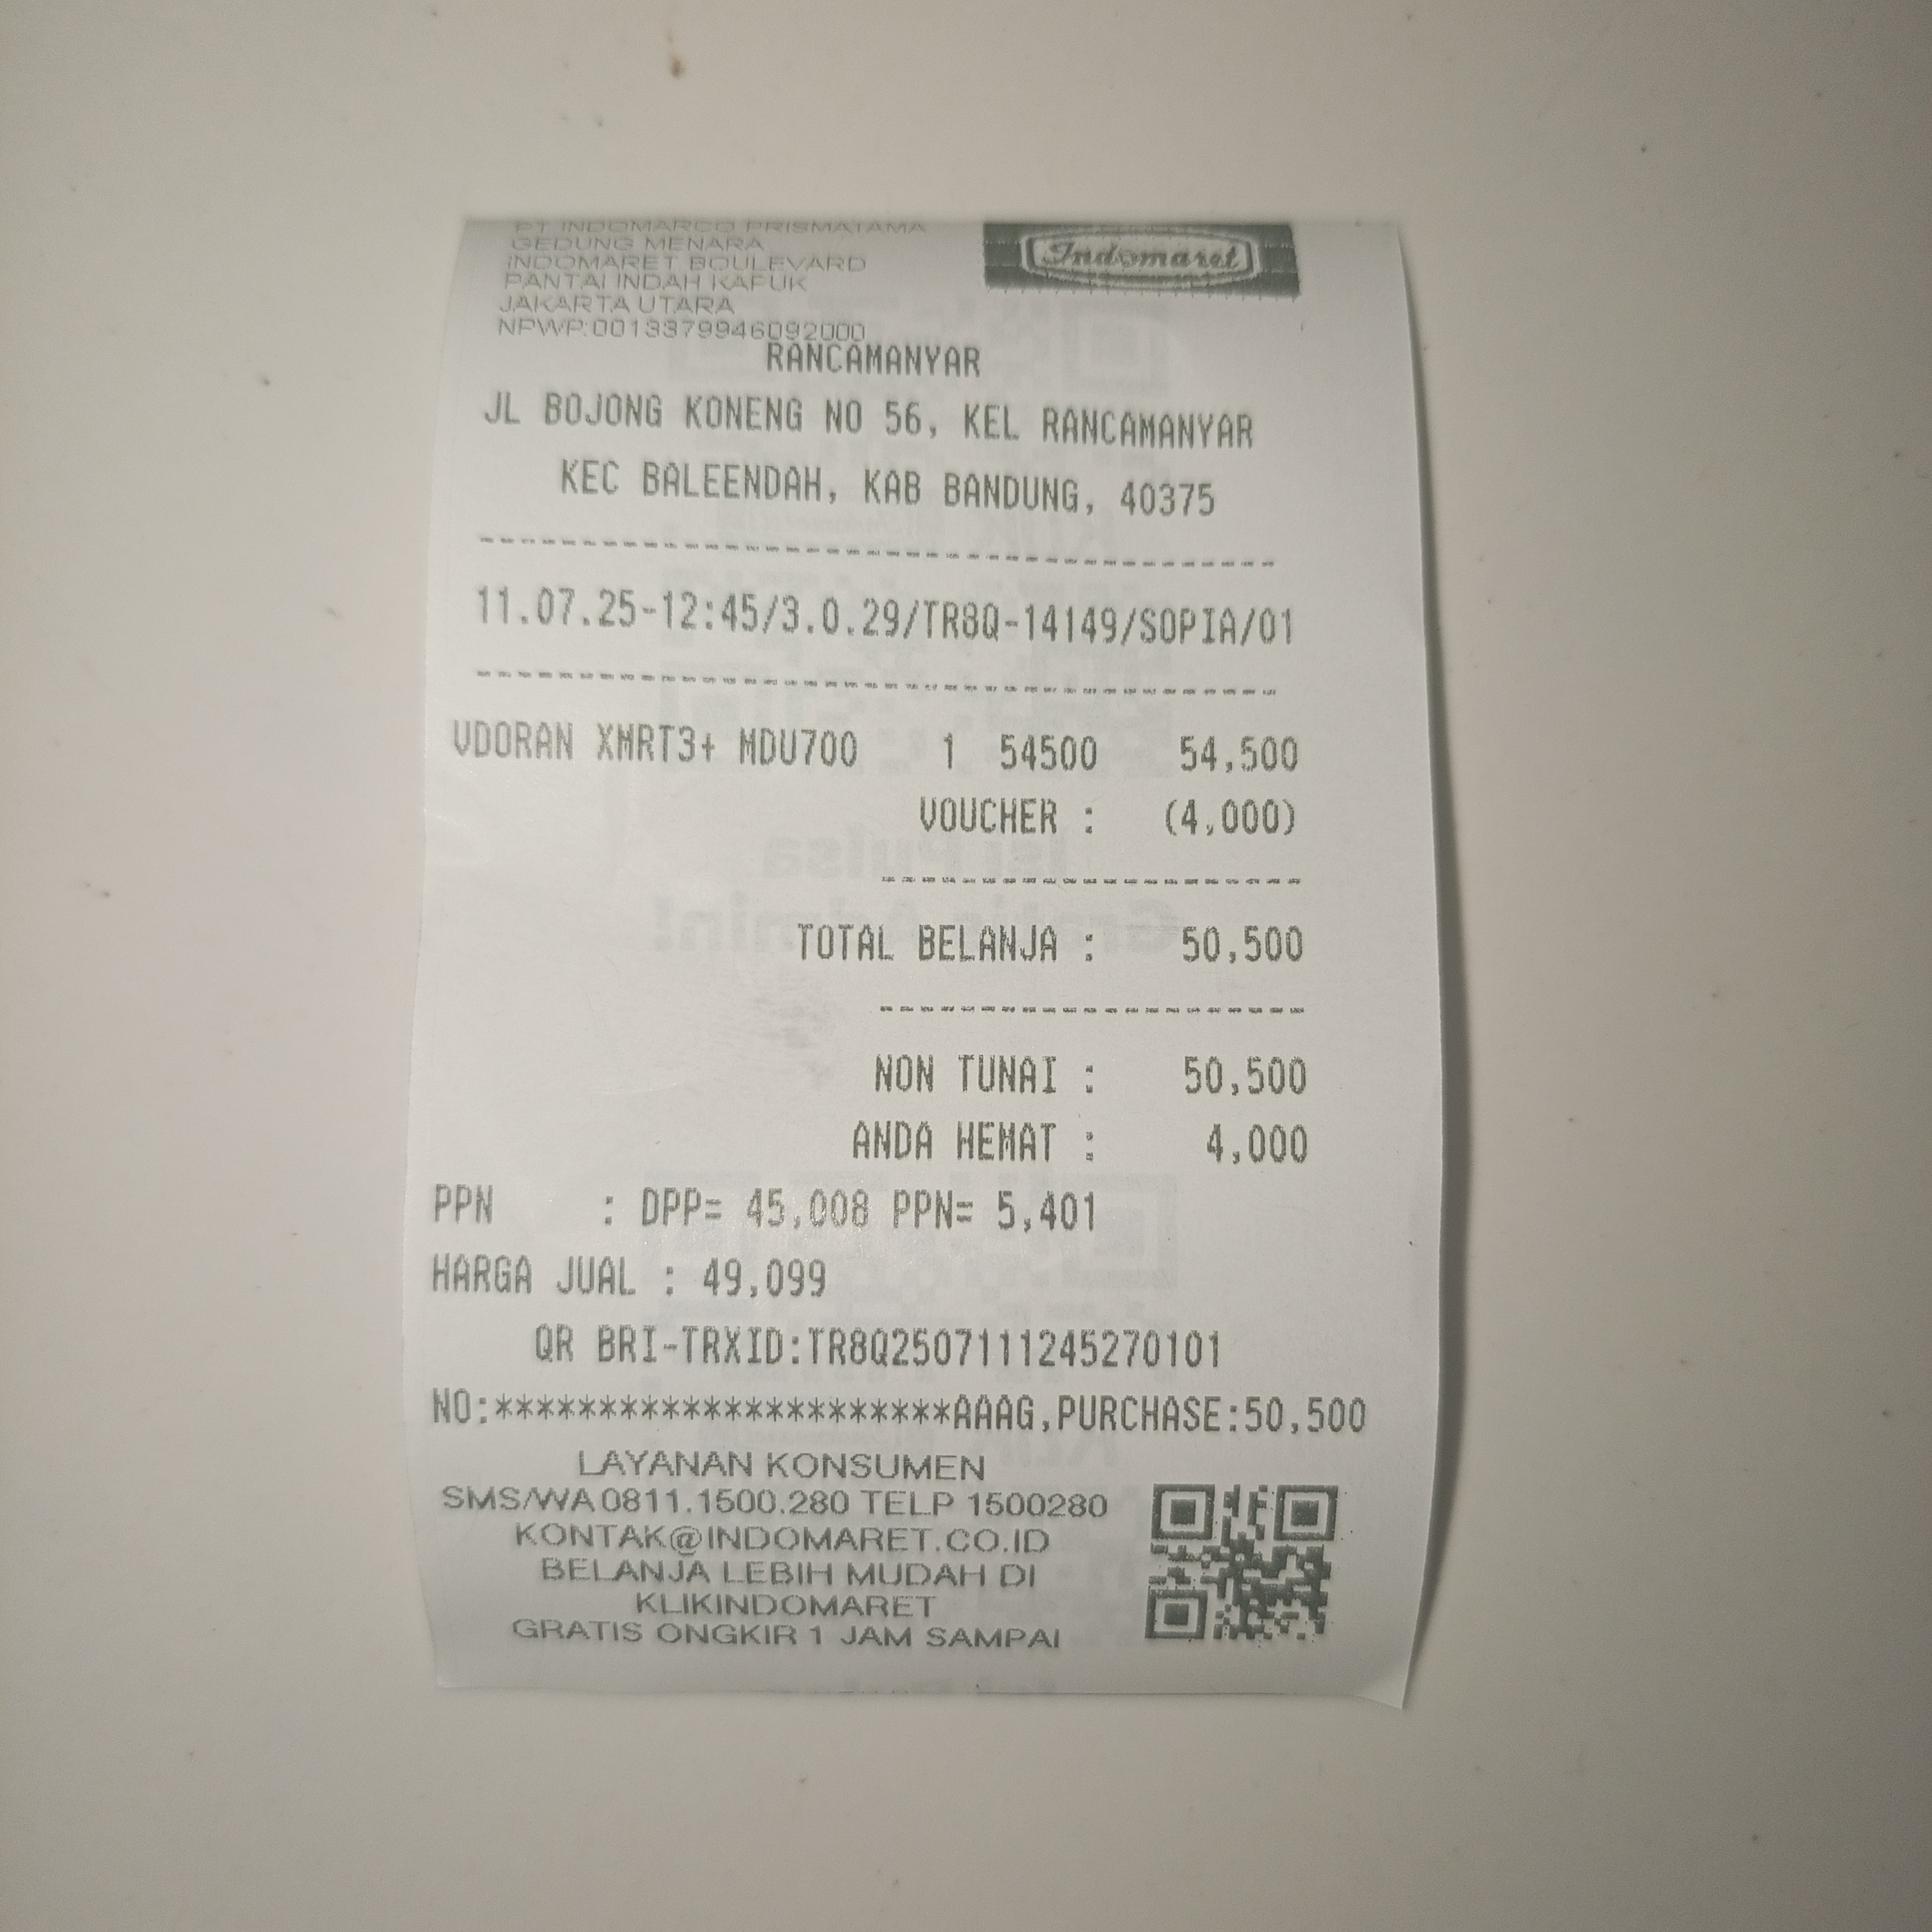 PT INDOMARCO PRISMATAMA
GEDUNG MENARA
INDOMARET BOULEVARD
PANTAI INDAH KAPUK
JAKARTA UTARA
NPWP:0013379946092000
Indomaret
RANCAMANYAR
JL BOJONG KONENG NO 56, KEL RANCAMANYAR
KEC BALEENDAH, KAB BANDUNG, 40375
11.07.25-12:45/3.0.29/TR8Q-14149/SOPIA/01
VDORAN XMRT3+ MDU700 1 54500 54,500
VOUCHER : (4,000)
TOTAL BELANJA : 50,500
NON TUNAI : 50,500
ANDA HEMAT : 4,000
PPN : DPP= 45,008 PPN= 5,401
HARGA JUAL : 49,099
QR BRI-TRXID:TR8Q2507111245270101
NO:**********************AAAG,PURCHASE:50,500
LAYANAN KONSUMEN
SMS/WA 0811.1500.280 TELP 1500280
KONTAK@INDOMARET.CO.ID
BELANJA LEBIH MUDAH DI
KLIKINDOMARET
GRATIS ONGKIR 1 JAM SAMPAI